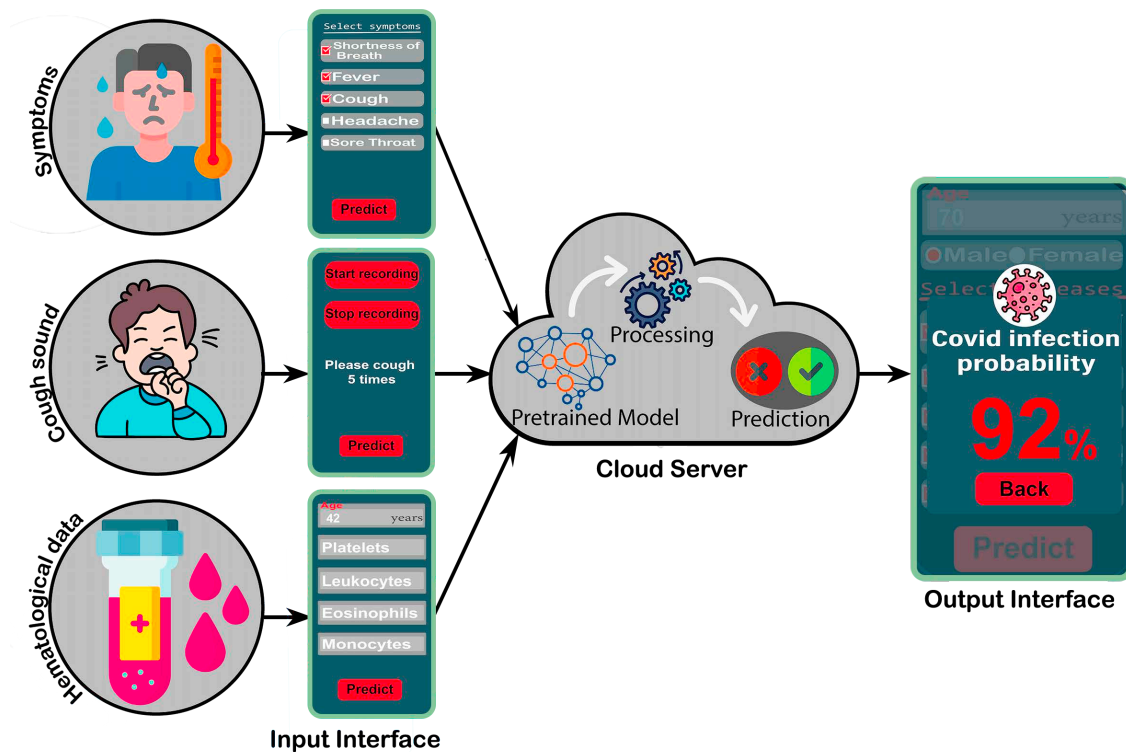 Symptoms
Select symptoms
Shortness of
Breath
Fever
Cough
Headache
Sore Throat
Predict
Cough sound
Start recording
Stop recording
Please cough
5 times
Predict
Hematological data
Age
42 years
Platelets
Leukocytes
Eosinophils
Monocytes
Predict
Input Interface
Processing
Pretrained Model
Prediction
Cloud Server
Age
70 years
Male Female
Covid infection
probability
92%
Back
Predict
Output Interface